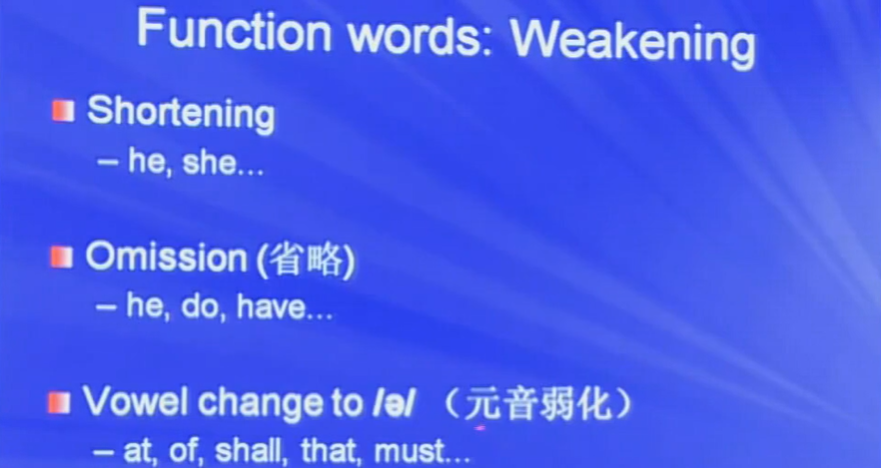 Function words: Weakening
Shortening
– he, she...
Omission (省略)
– he, do, have...
Vowel change to /ə/ （元音弱化）
– at, of, shall, that, must...